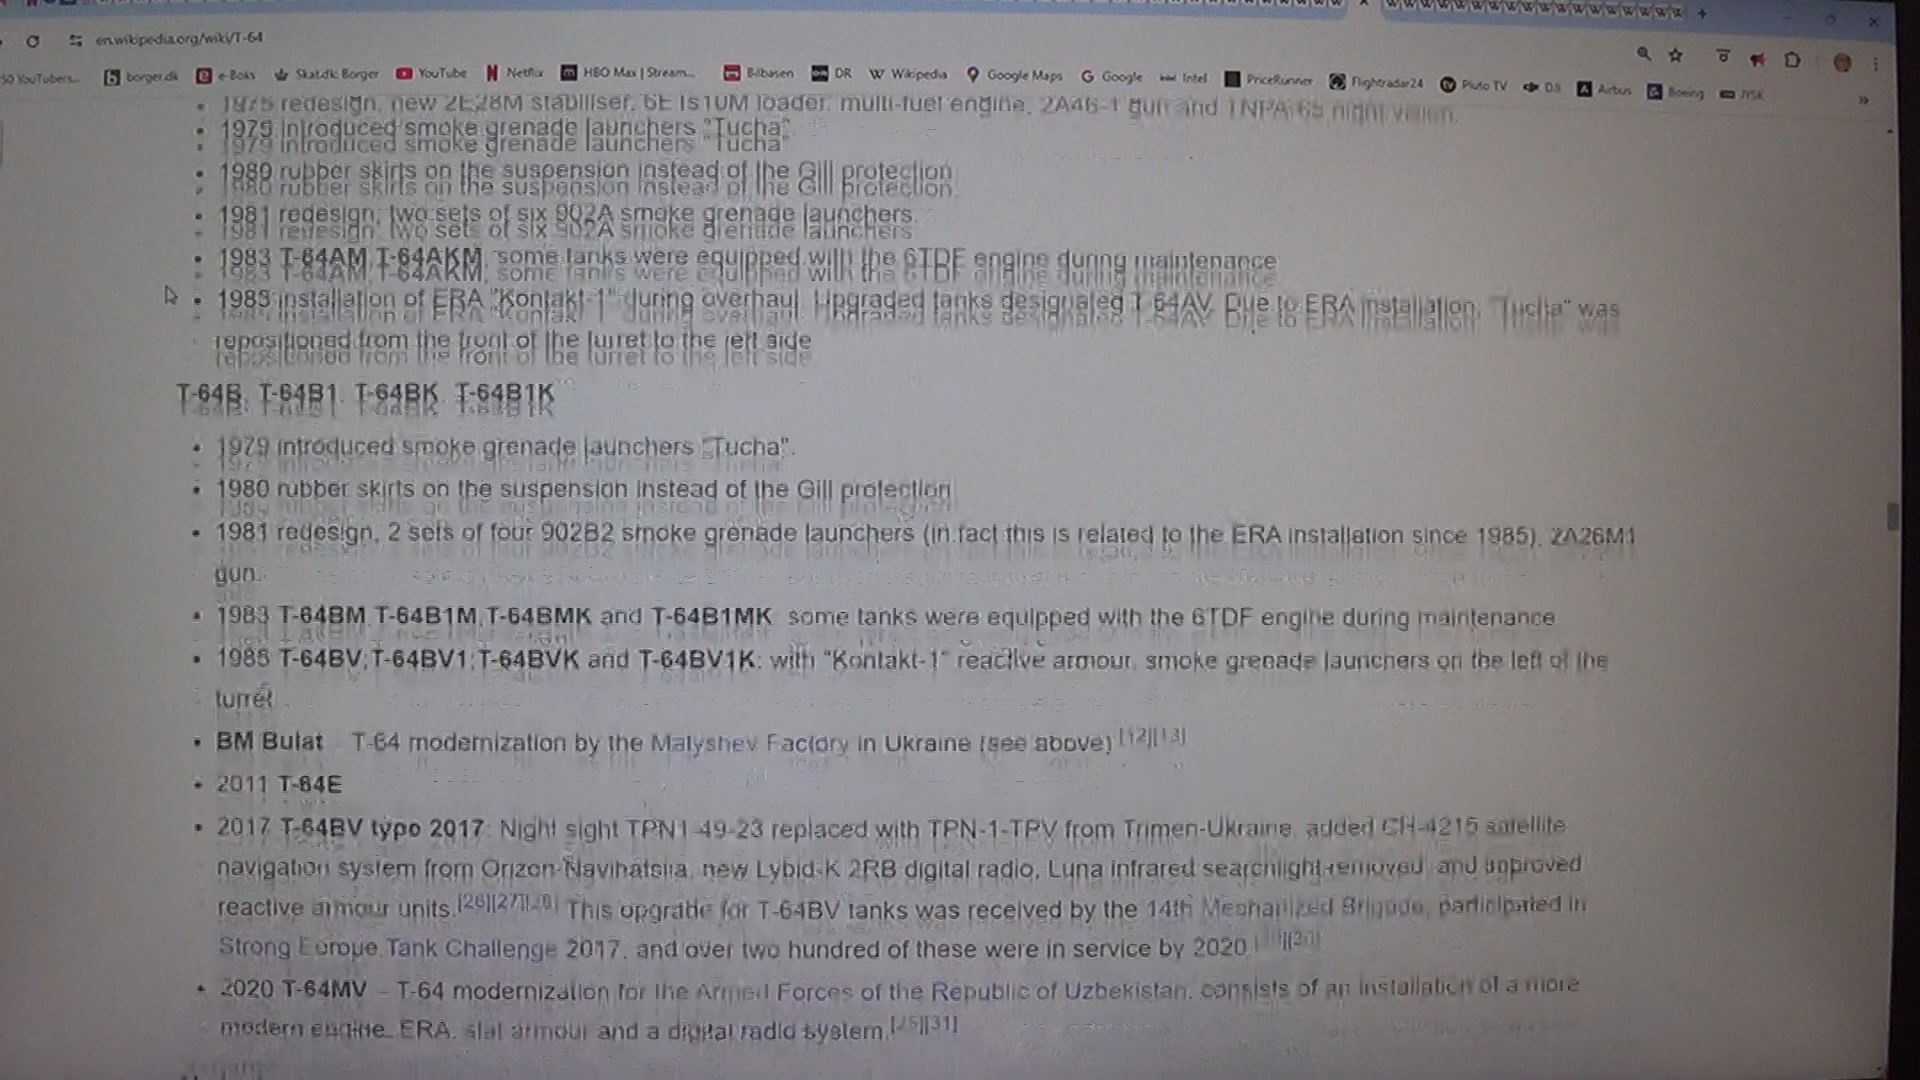 en.wikipedia.org/wiki/T-64
50 YouTubers... borger.dk e-Boks Skat.dk: Borger YouTube Netflix HBO Max | Stream... Bilbasen DR Wikipedia Google Maps Google Intel PriceRunner Flightradar24 Pluto TV DJI Airbus Boeing JYSK »
• 1975 redesign, new 2E28M stabiliser, multi-fuel engine, 2A46-1 gun and night vision.
• introduced smoke grenade launchers "Tucha"
• 1980 rubber skirts on the suspension instead of the Gill protection
• 1981 redesign, two sets of six 902A smoke grenade launchers.
• 1983 T-64AM, T-64AKM, some tanks were equipped with the 6TDF engine during maintenance
• 1985 installation of ERA "Kontakt-1" during overhaul. Upgraded tanks designated T-64AV. Due to ERA installation, "Tucha" was
repositioned from the front of the turret to the left side
T-64B, T-64B1, T-64BK, T-64B1K
• 1979 introduced smoke grenade launchers "Tucha".
• 1980 rubber skirts on the suspension instead of the Gill protection
• 1981 redesign, 2 sets of four 902B2 smoke grenade launchers (in fact this is related to the ERA installation since 1985), 2A26M1
gun.
• 1983 T-64BM, T-64B1M, T-64BMK and T-64B1MK some tanks were equipped with the 6TDF engine during maintenance
• 1985 T-64BV, T-64BV1, T-64BVK and T-64BV1K: with "Kontakt-1" reactive armour, smoke grenade launchers on the left of the
turret
• BM Bulat T-64 modernization by the Malyshev Factory in Ukraine (see above) [12][13]
• 2011 T-64E
• 2017 T-64BV typo 2017: Night sight TPN1-49-23 replaced with TPN-1-TPV from Trimen-Ukraine, added CH-4215 satellite
navigation system from Orizon-Navihatsiia, new Lybid-K 2RB digital radio, Luna infrared searchlight removed and improved
reactive armour units. This upgrade for T-64BV tanks was received by the 14th Mechanized Brigade, participated in
Strong Europe Tank Challenge 2017, and over two hundred of these were in service by 2020
• 2020 T-64MV – T-64 modernization for the Armed Forces of the Republic of Uzbekistan, consists of an installation of a more
modern engine, ERA, slat armour and a digital radio system.